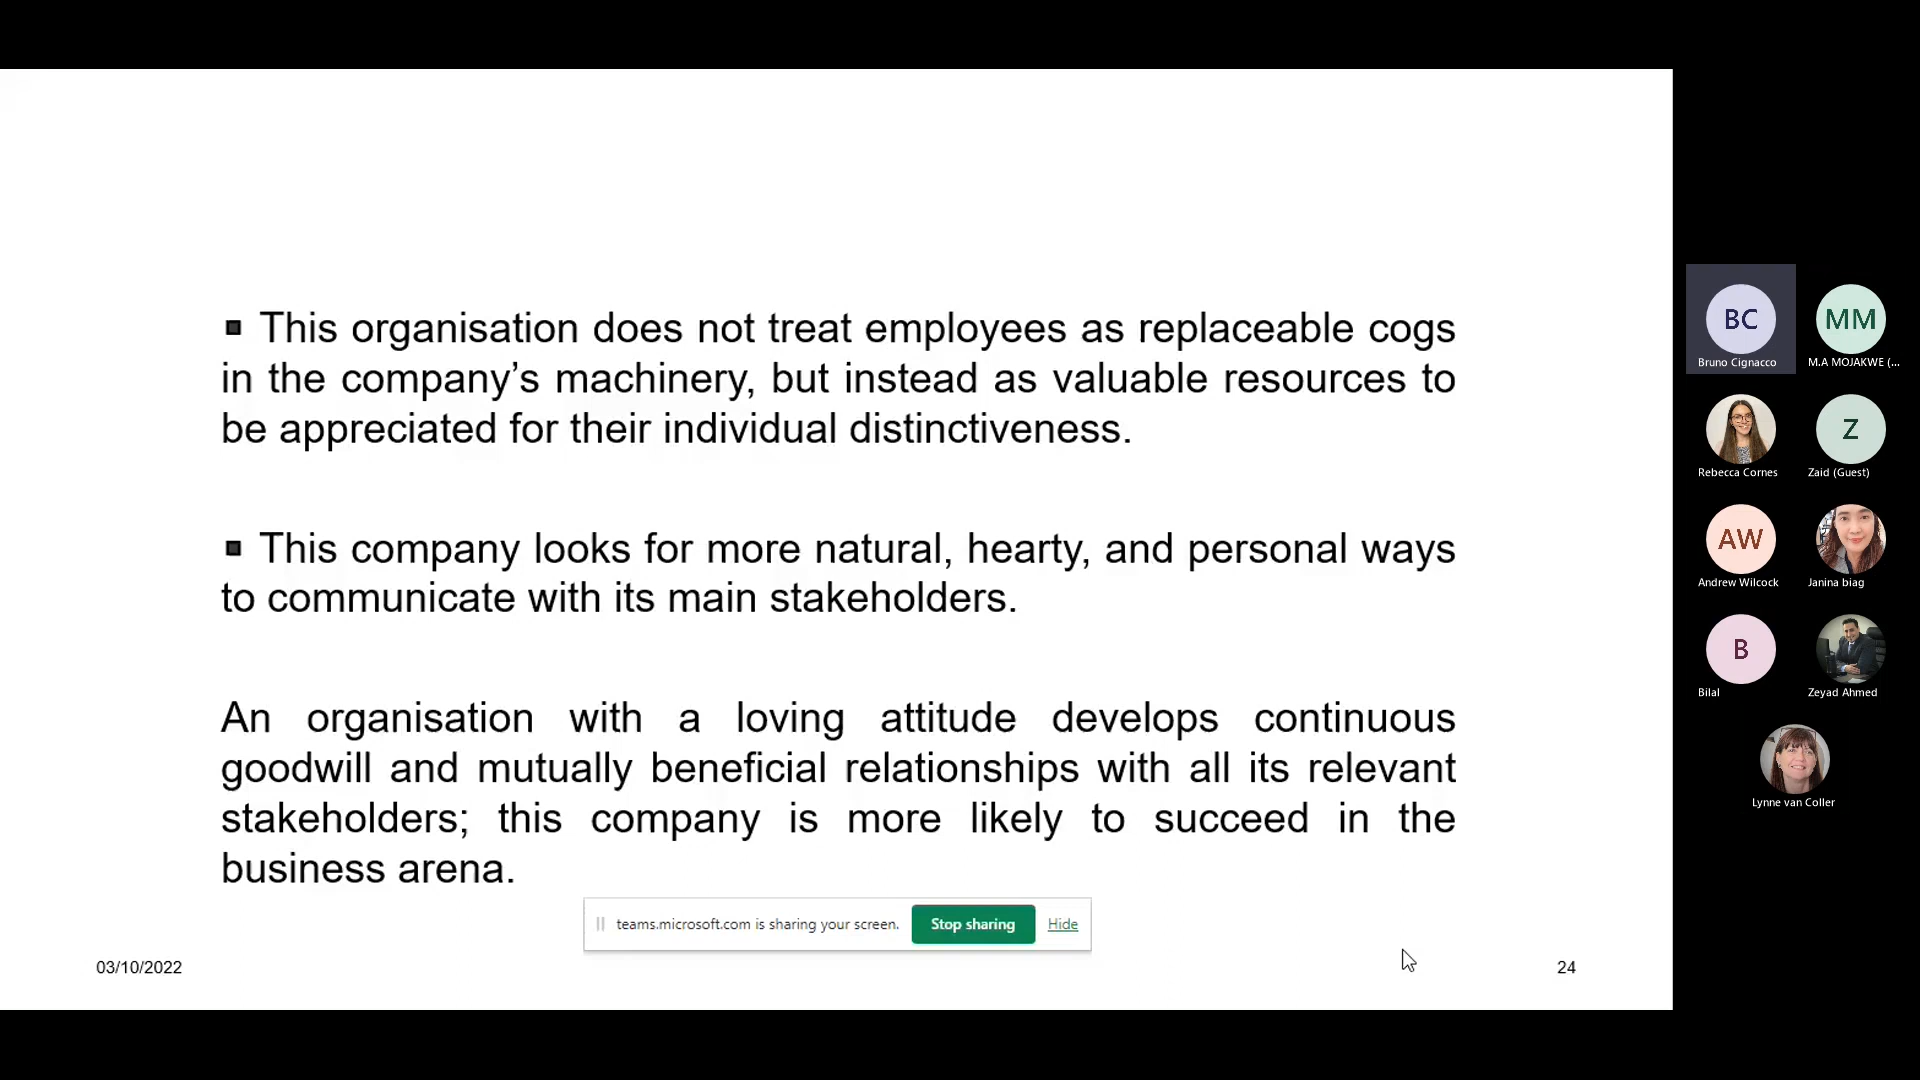 ▪ This organisation does not treat employees as replaceable cogs
in the company’s machinery, but instead as valuable resources to
be appreciated for their individual distinctiveness.
▪ This company looks for more natural, hearty, and personal ways
to communicate with its main stakeholders.
An organisation with a loving attitude develops continuous
goodwill and mutually beneficial relationships with all its relevant
stakeholders; this company is more likely to succeed in the
business arena.
teams.microsoft.com is sharing your screen. Stop sharing Hide
03/10/2022 24
BC MM
Bruno Cignacco M.A MOJAKWE (...
Z
Rebecca Cornes Zaid (Guest)
AW
Andrew Wilcock Janina biag
B
Bilal Zeyad Ahmed
Lynne van Coller